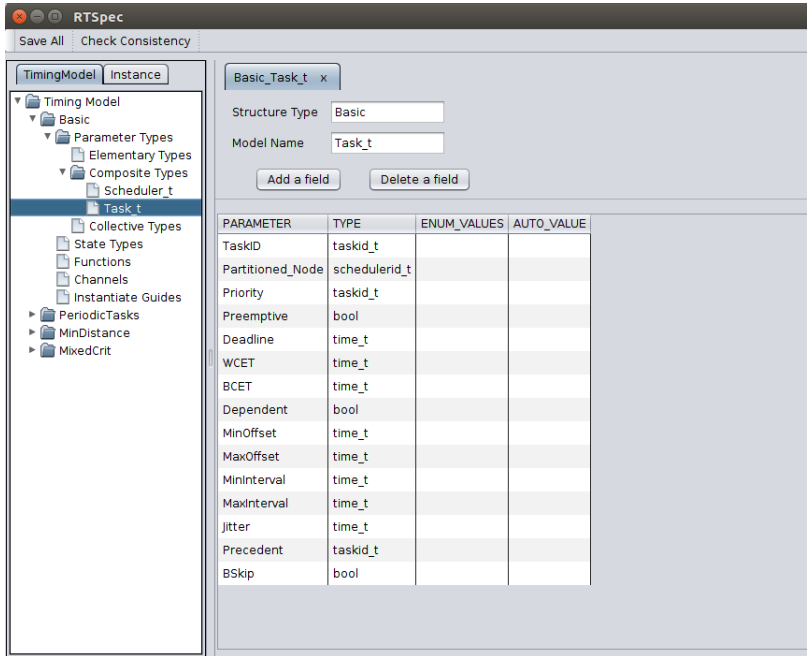 RTSpec
Save All Check Consistency
TimingModel Instance
Timing Model
Basic
Parameter Types
Elementary Types
Composite Types
Scheduler_t
Task_t
Collective Types
State Types
Functions
Channels
Instantiate Guides
PeriodicTasks
MinDistance
MixedCrit
Basic_Task_t x
Structure Type Basic
Model Name Task_t
Add a field Delete a field
PARAMETER TYPE ENUM_VALUES AUTO_VALUE
TaskID taskid_t
Partitioned_Node schedulerid_t
Priority taskid_t
Preemptive bool
Deadline time_t
WCET time_t
BCET time_t
Dependent bool
MinOffset time_t
MaxOffset time_t
MinInterval time_t
MaxInterval time_t
Jitter time_t
Precedent taskid_t
BSkip bool